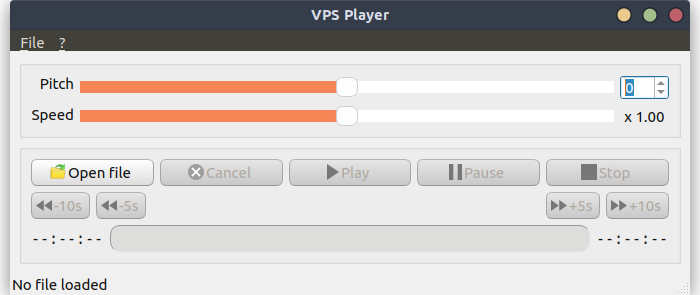 VPS Player
File ?
Pitch 0
Speed x 1.00
Open file Cancel Play Pause Stop
-10s -5s +5s +10s
--:--:-- --:--:--
No file loaded